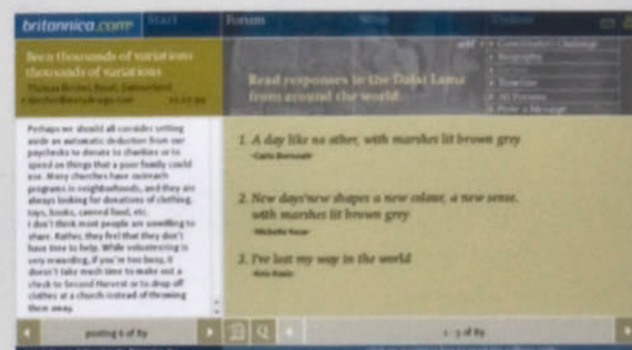 britannica.com
Start
Forum
Been thousands of variations
thousands of variations
Read responses to the Dalai Lama
from around the world
Perhaps we should all consider setting
aside an automatic deduction from our
paychecks to donate to charities or to
spend on things that a poor family could
use. Many churches have outreach
programs in neighborhoods, and they are
always looking for donations of clothing,
toys, books, canned food, etc.
I don't think most people are unwilling to
share. Rather, they feel that they don't
have time to help. While volunteering is
very rewarding, if you're too busy, it
doesn't take much time to make out a
check to Second Harvest or to drop off
clothes at a church instead of throwing
them away.
1. A day like no other, with marshes lit brown grey
2. New days/new shapes a new colour, a new sense,
with marshes lit brown grey
3. I've lost my way in the world
posting 6 of 89
1 - 3 of 89